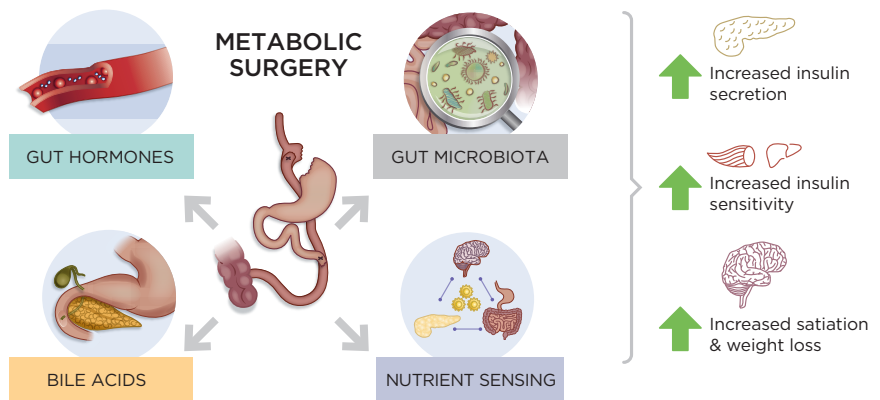 METABOLIC
SURGERY
GUT HORMONES
GUT MICROBIOTA
BILE ACIDS
NUTRIENT SENSING
Increased insulin
secretion
Increased insulin
sensitivity
Increased satiation
& weight loss